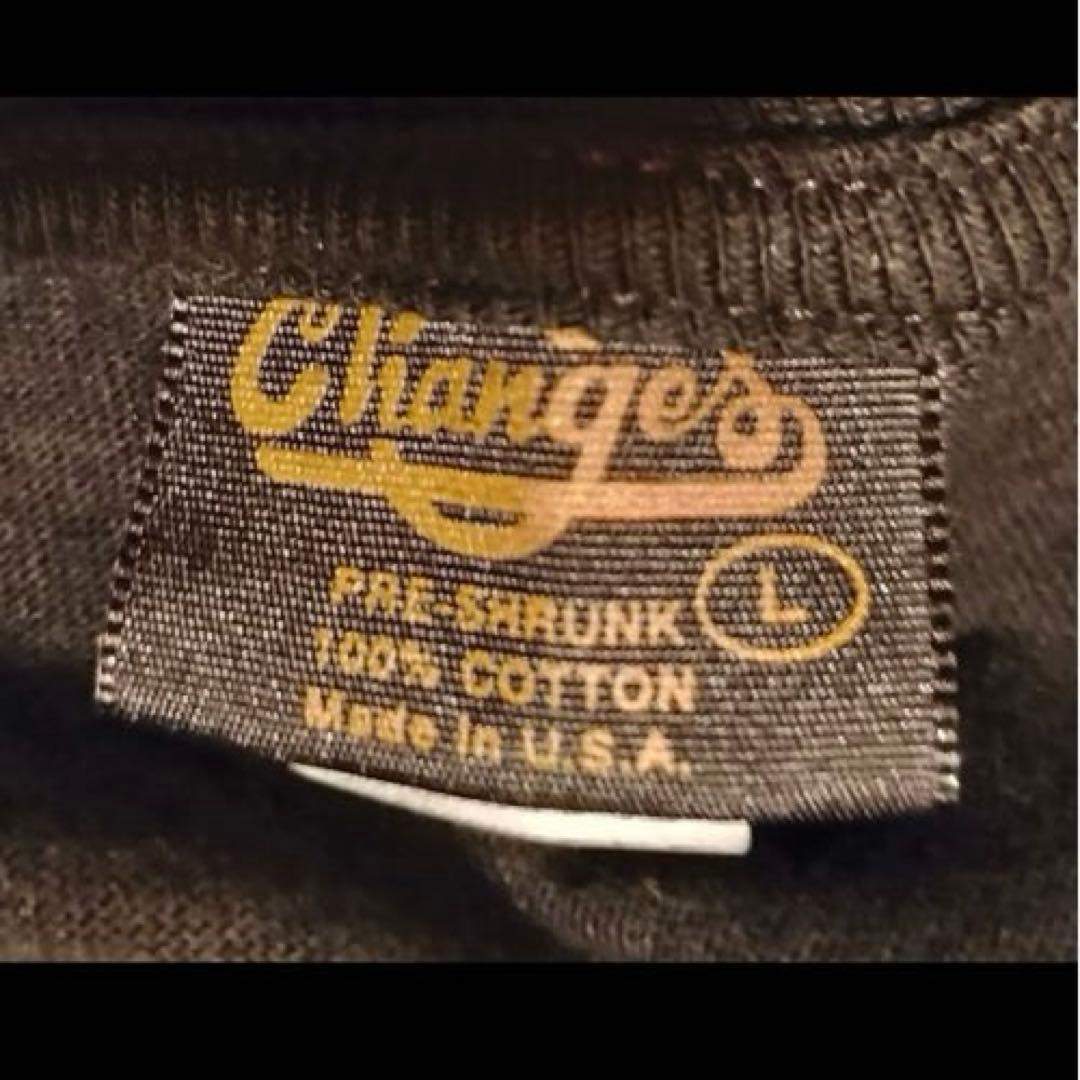 Changes
L
PRE-SHRUNK
100% COTTON
Made in U.S.A.